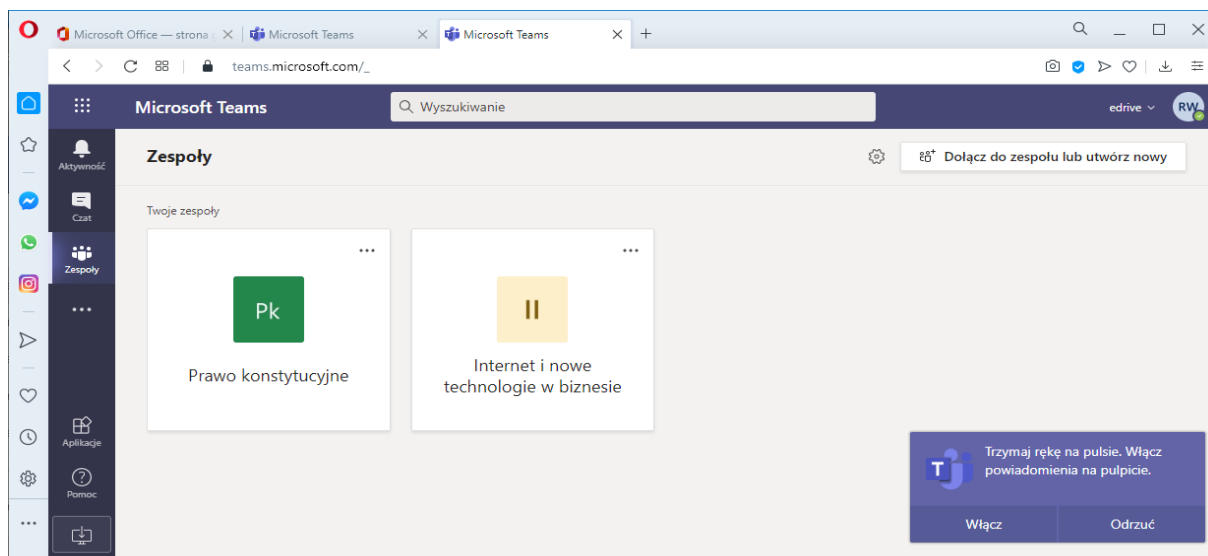 Microsoft Office — strona g
Microsoft Teams
Microsoft Teams
teams.microsoft.com/_
Microsoft Teams
Wyszukiwanie
edrive
RW
Aktywność
Zespoły
Dołącz do zespołu lub utwórz nowy
Czat
Twoje zespoły
Zespoły
Pk
II
Prawo konstytucyjne
Internet i nowe
technologie w biznesie
Aplikacje
Pomoc
T
Trzymaj rękę na pulsie. Włącz
powiadomienia na pulpicie.
Włącz
Odrzuć